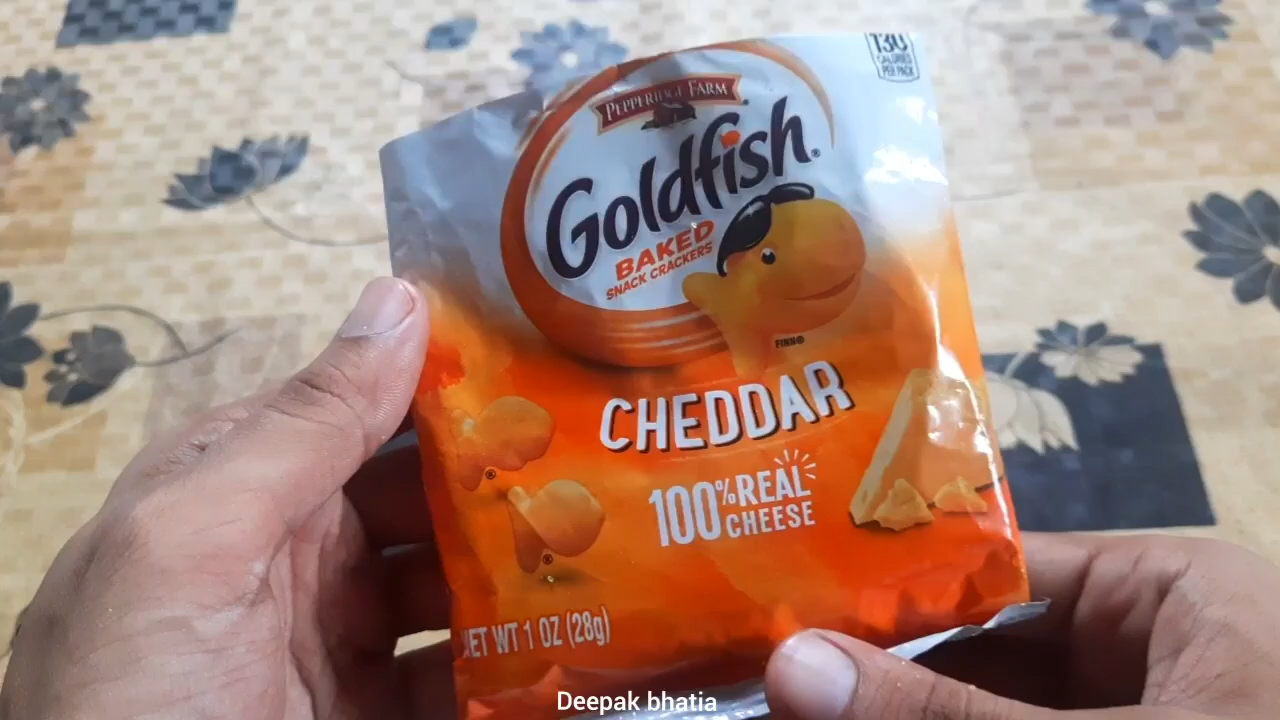 130
CALORIES
PER PACK
PEPPERIDGE FARM
Goldfish®
BAKED
SNACK CRACKERS
FINN®
CHEDDAR
100% REAL
CHEESE
®
®
NET WT 1 OZ (28g)
Deepak bhatia